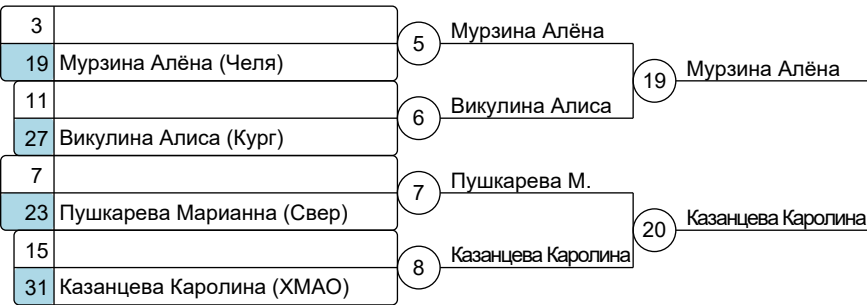 3
5 Мурзина Алёна
19 Мурзина Алёна (Челя)
19 Мурзина Алёна
11
6 Викулина Алиса
27 Викулина Алиса (Кург)
7
7 Пушкарева М.
23 Пушкарева Марианна (Свер)
20 Казанцева Каролина
15
8 Казанцева Каролина
31 Казанцева Каролина (ХМАО)